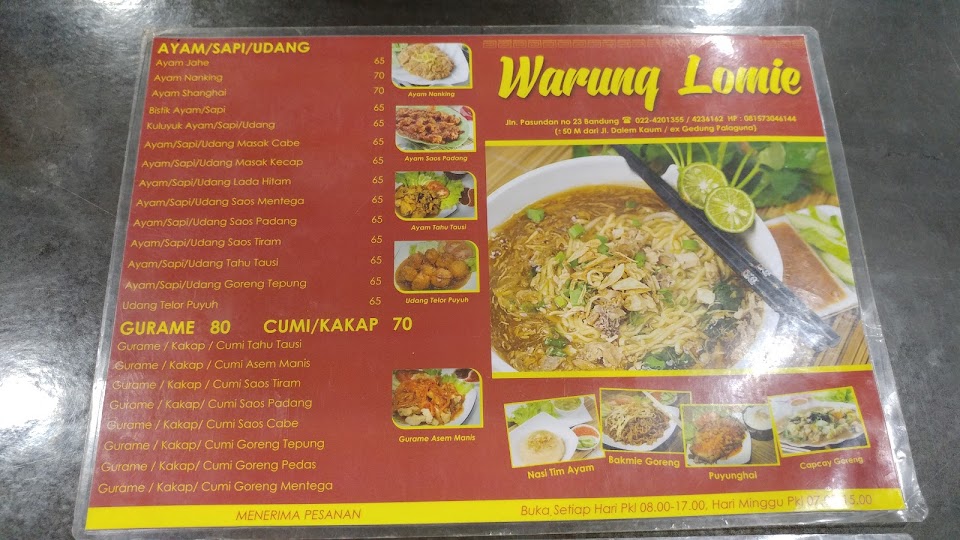 AYAM/SAPI/UDANG
Ayam Jahe 65
Ayam Nanking 70
Ayam Shanghai 70
Bistik Ayam/Sapi 65
Kuluyuk Ayam/Sapi/Udang 65
Ayam/Sapi/Udang Masak Cabe 65
Ayam/Sapi/Udang Masak Kecap 65
Ayam/Sapi/Udang Lada Hitam 65
Ayam/Sapi/Udang Saos Mentega 65
Ayam/Sapi/Udang Saos Padang 65
Ayam/Sapi/Udang Saos Tiram 65
Ayam/Sapi/Udang Tahu Tausi 65
Ayam/Sapi/Udang Goreng Tepung 65
Udang Telor Puyuh 65
GURAME 80 CUMI/KAKAP 70
Gurame / Kakap / Cumi Tahu Tausi
Gurame / Kakap/ Cumi Asem Manis
Gurame / Kakap/ Cumi Saos Tiram
Gurame / Kakap/ Cumi Saos Padang
Gurame / Kakap/ Cumi Saos Cabe
Gurame / Kakap/ Cumi Goreng Tepung
Gurame / Kakap/ Cumi Goreng Pedas
Gurame / Kakap/ Cumi Goreng Mentega
MENERIMA PESANAN
Ayam Nanking
Ayam Saos Padang
Ayam Tahu Tausi
Udang Telor Puyuh
Gurame Asem Manis
Warung Lomie
Jln. Pasundan no 23 Bandung ☎ 022-4201355 / 4236162 HP : 081573046144
(± 50 M dari Jl. Dalem Kaum / ex Gedung Palaguna)
Nasi Tim Ayam
Bakmie Goreng
Puyunghai
Capcay Goreng
Buka Setiap Hari Pkl 08.00-17.00, Hari Minggu Pkl 07.00-15.00